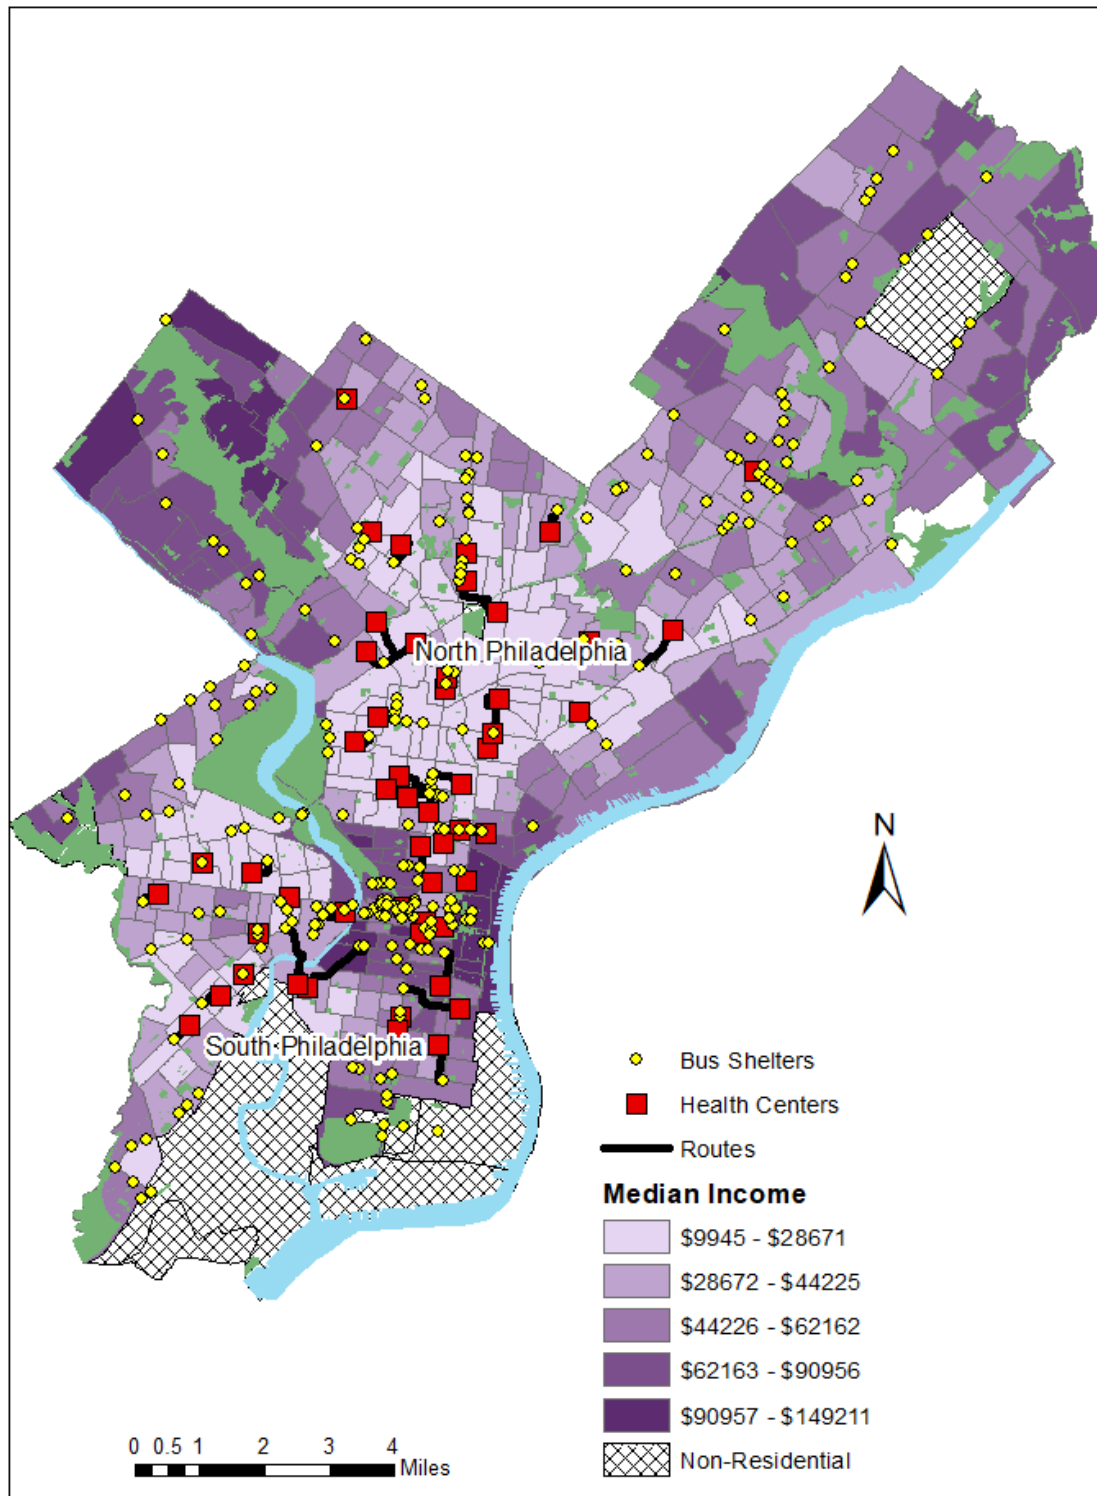 North Philadelphia
N
South Philadelphia
Bus Shelters
Health Centers
Routes
Median Income
$9945 - $28671
$28672 - $44225
$44226 - $62162
$62163 - $90956
$90957 - $149211
Non-Residential
0 0.5 1 2 3 4
Miles